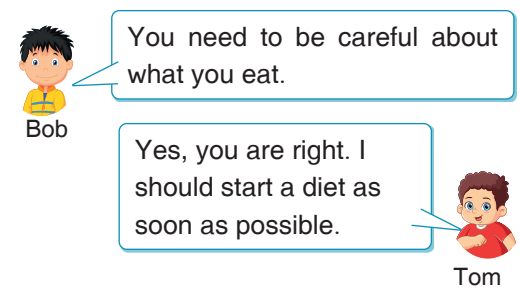 You need to be careful about
what you eat.
Bob
Yes, you are right. I
should start a diet as
soon as possible.
Tom